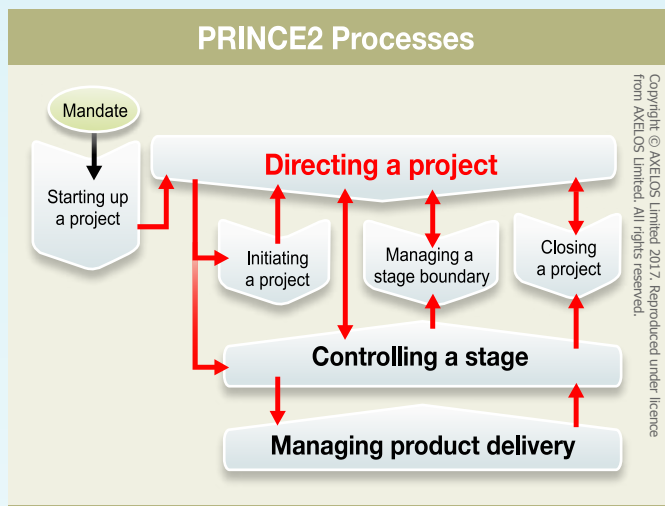 PRINCE2 Processes
Mandate
Starting up
a project
Directing a project
Initiating
a project
Managing a
stage boundary
Closing
a project
Controlling a stage
Managing product delivery
Copyright © AXELOS Limited 2017. Reproduced under licence
from AXELOS Limited. All rights reserved.